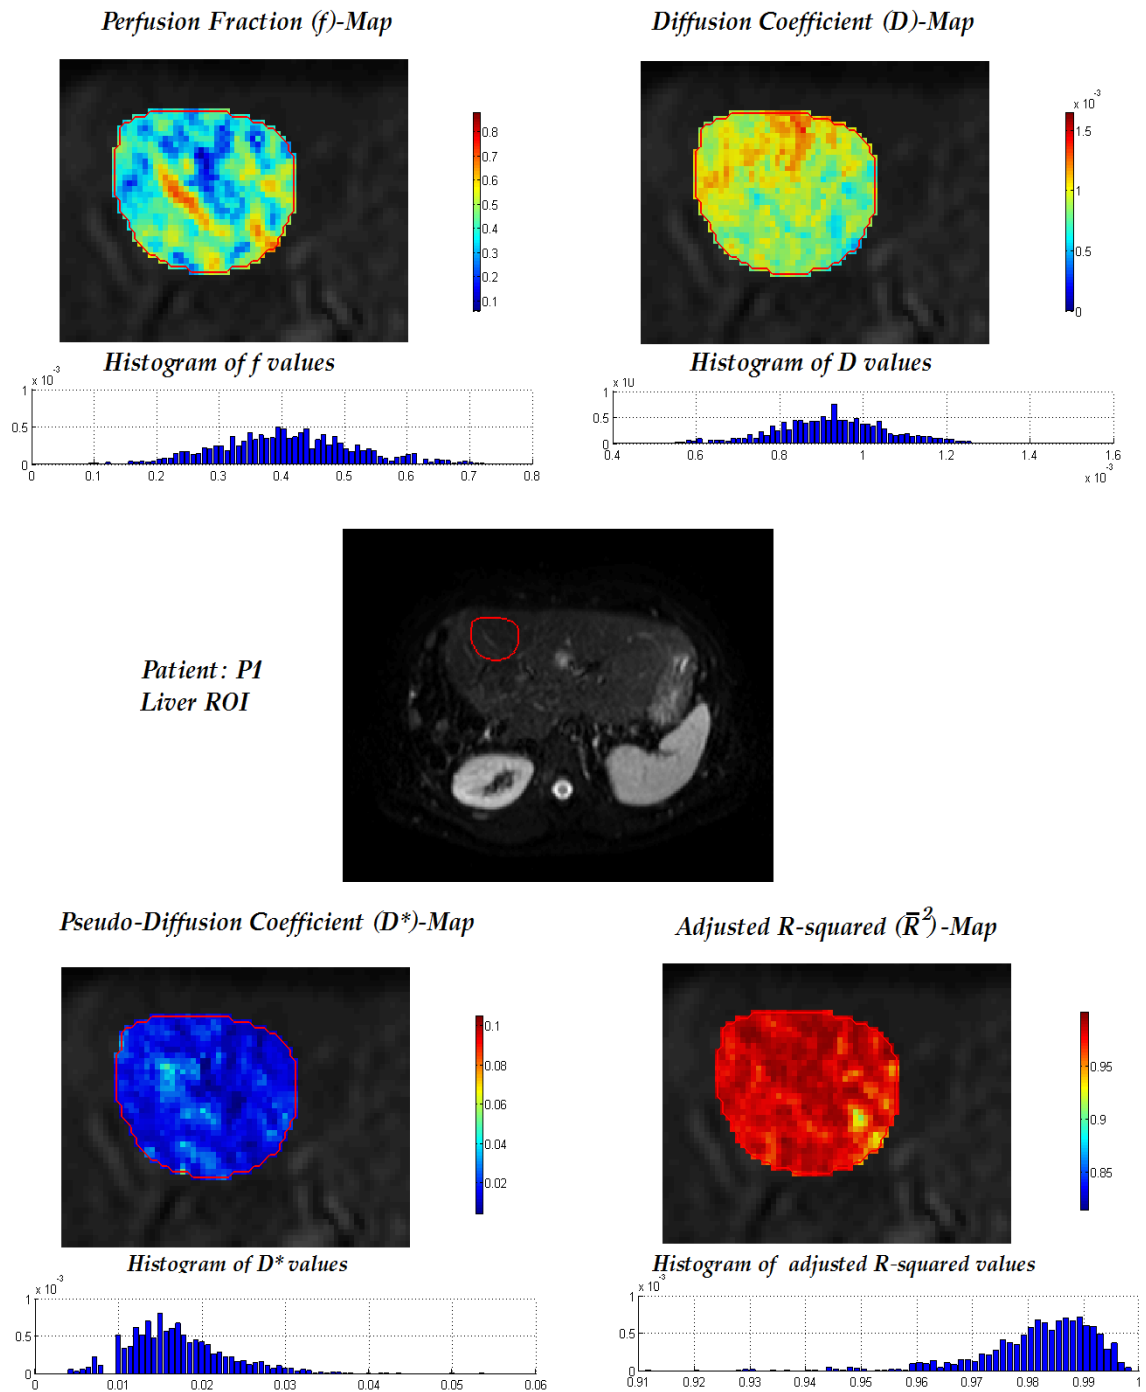 Perfusion Fraction (f)-Map
Diffusion Coefficient (D)-Map
0.8
0.7
0.6
0.5
0.4
0.3
0.2
0.1
x 10^-3
1.5
1
0.5
0
Histogram of f values
Histogram of D values
x 10^-3
1
0.5
0
0 0.1 0.2 0.3 0.4 0.5 0.6 0.7 0.8
x 10
1
0.5
0
0.4 0.6 0.8 1 1.2 1.4 1.6
x 10^-3
Patient: P1
Liver ROI
Pseudo-Diffusion Coefficient (D*)-Map
Adjusted R-squared (R̄²)-Map
0.1
0.08
0.06
0.04
0.02
0.95
0.9
0.85
Histogram of D* values
Histogram of adjusted R-squared values
x 10^-3
1
0.5
0
0 0.01 0.02 0.03 0.04 0.05 0.06
x 10^-3
1
0.5
0
0.91 0.92 0.93 0.94 0.95 0.96 0.97 0.98 0.99 1